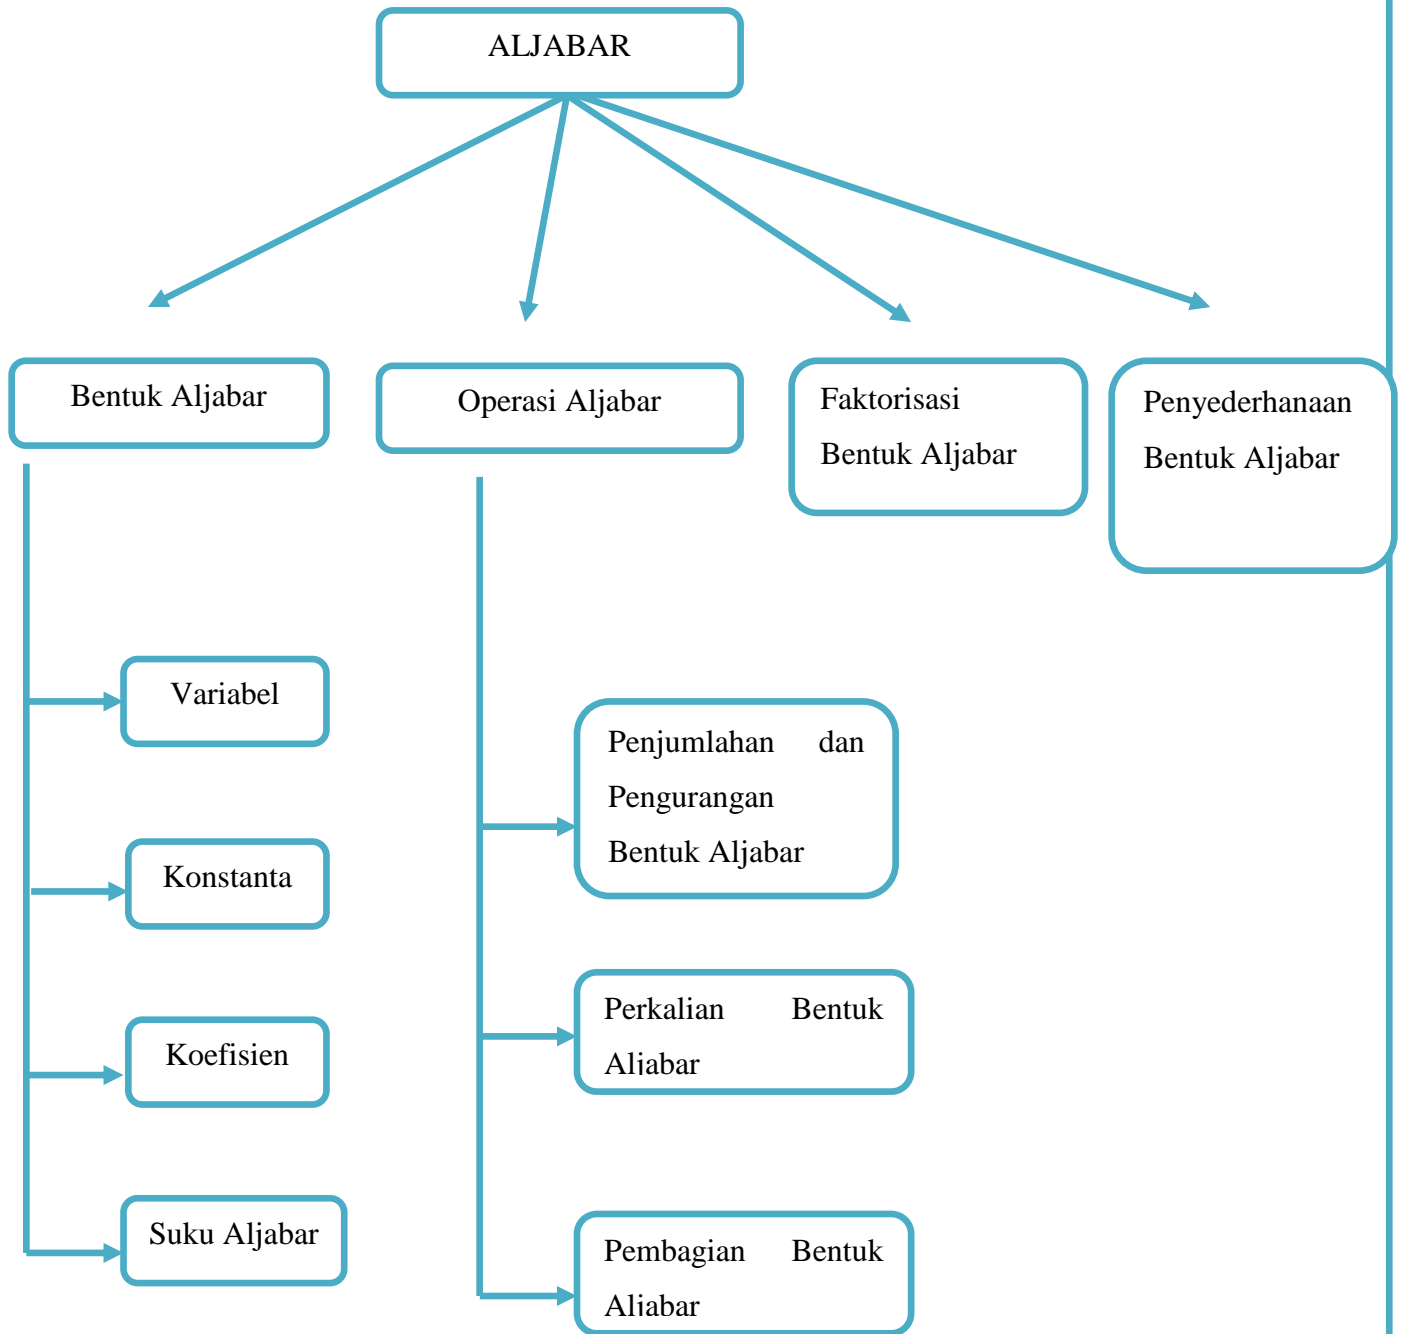 ALJABAR
Bentuk Aljabar
Operasi Aljabar
Faktorisasi
Bentuk Aljabar
Penyederhanaan
Bentuk Aljabar
Variabel
Konstanta
Koefisien
Suku Aljabar
Penjumlahan dan
Pengurangan
Bentuk Aljabar
Perkalian Bentuk
Aljabar
Pembagian Bentuk
Aljabar